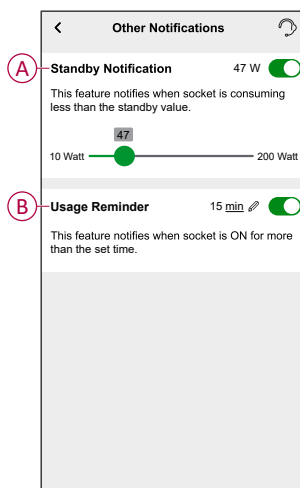 Other Notifications
A
Standby Notification 47 W
This feature notifies when socket is consuming
less than the standby value.
47
10 Watt 200 Watt
B
Usage Reminder 15 min
This feature notifies when socket is ON for more
than the set time.